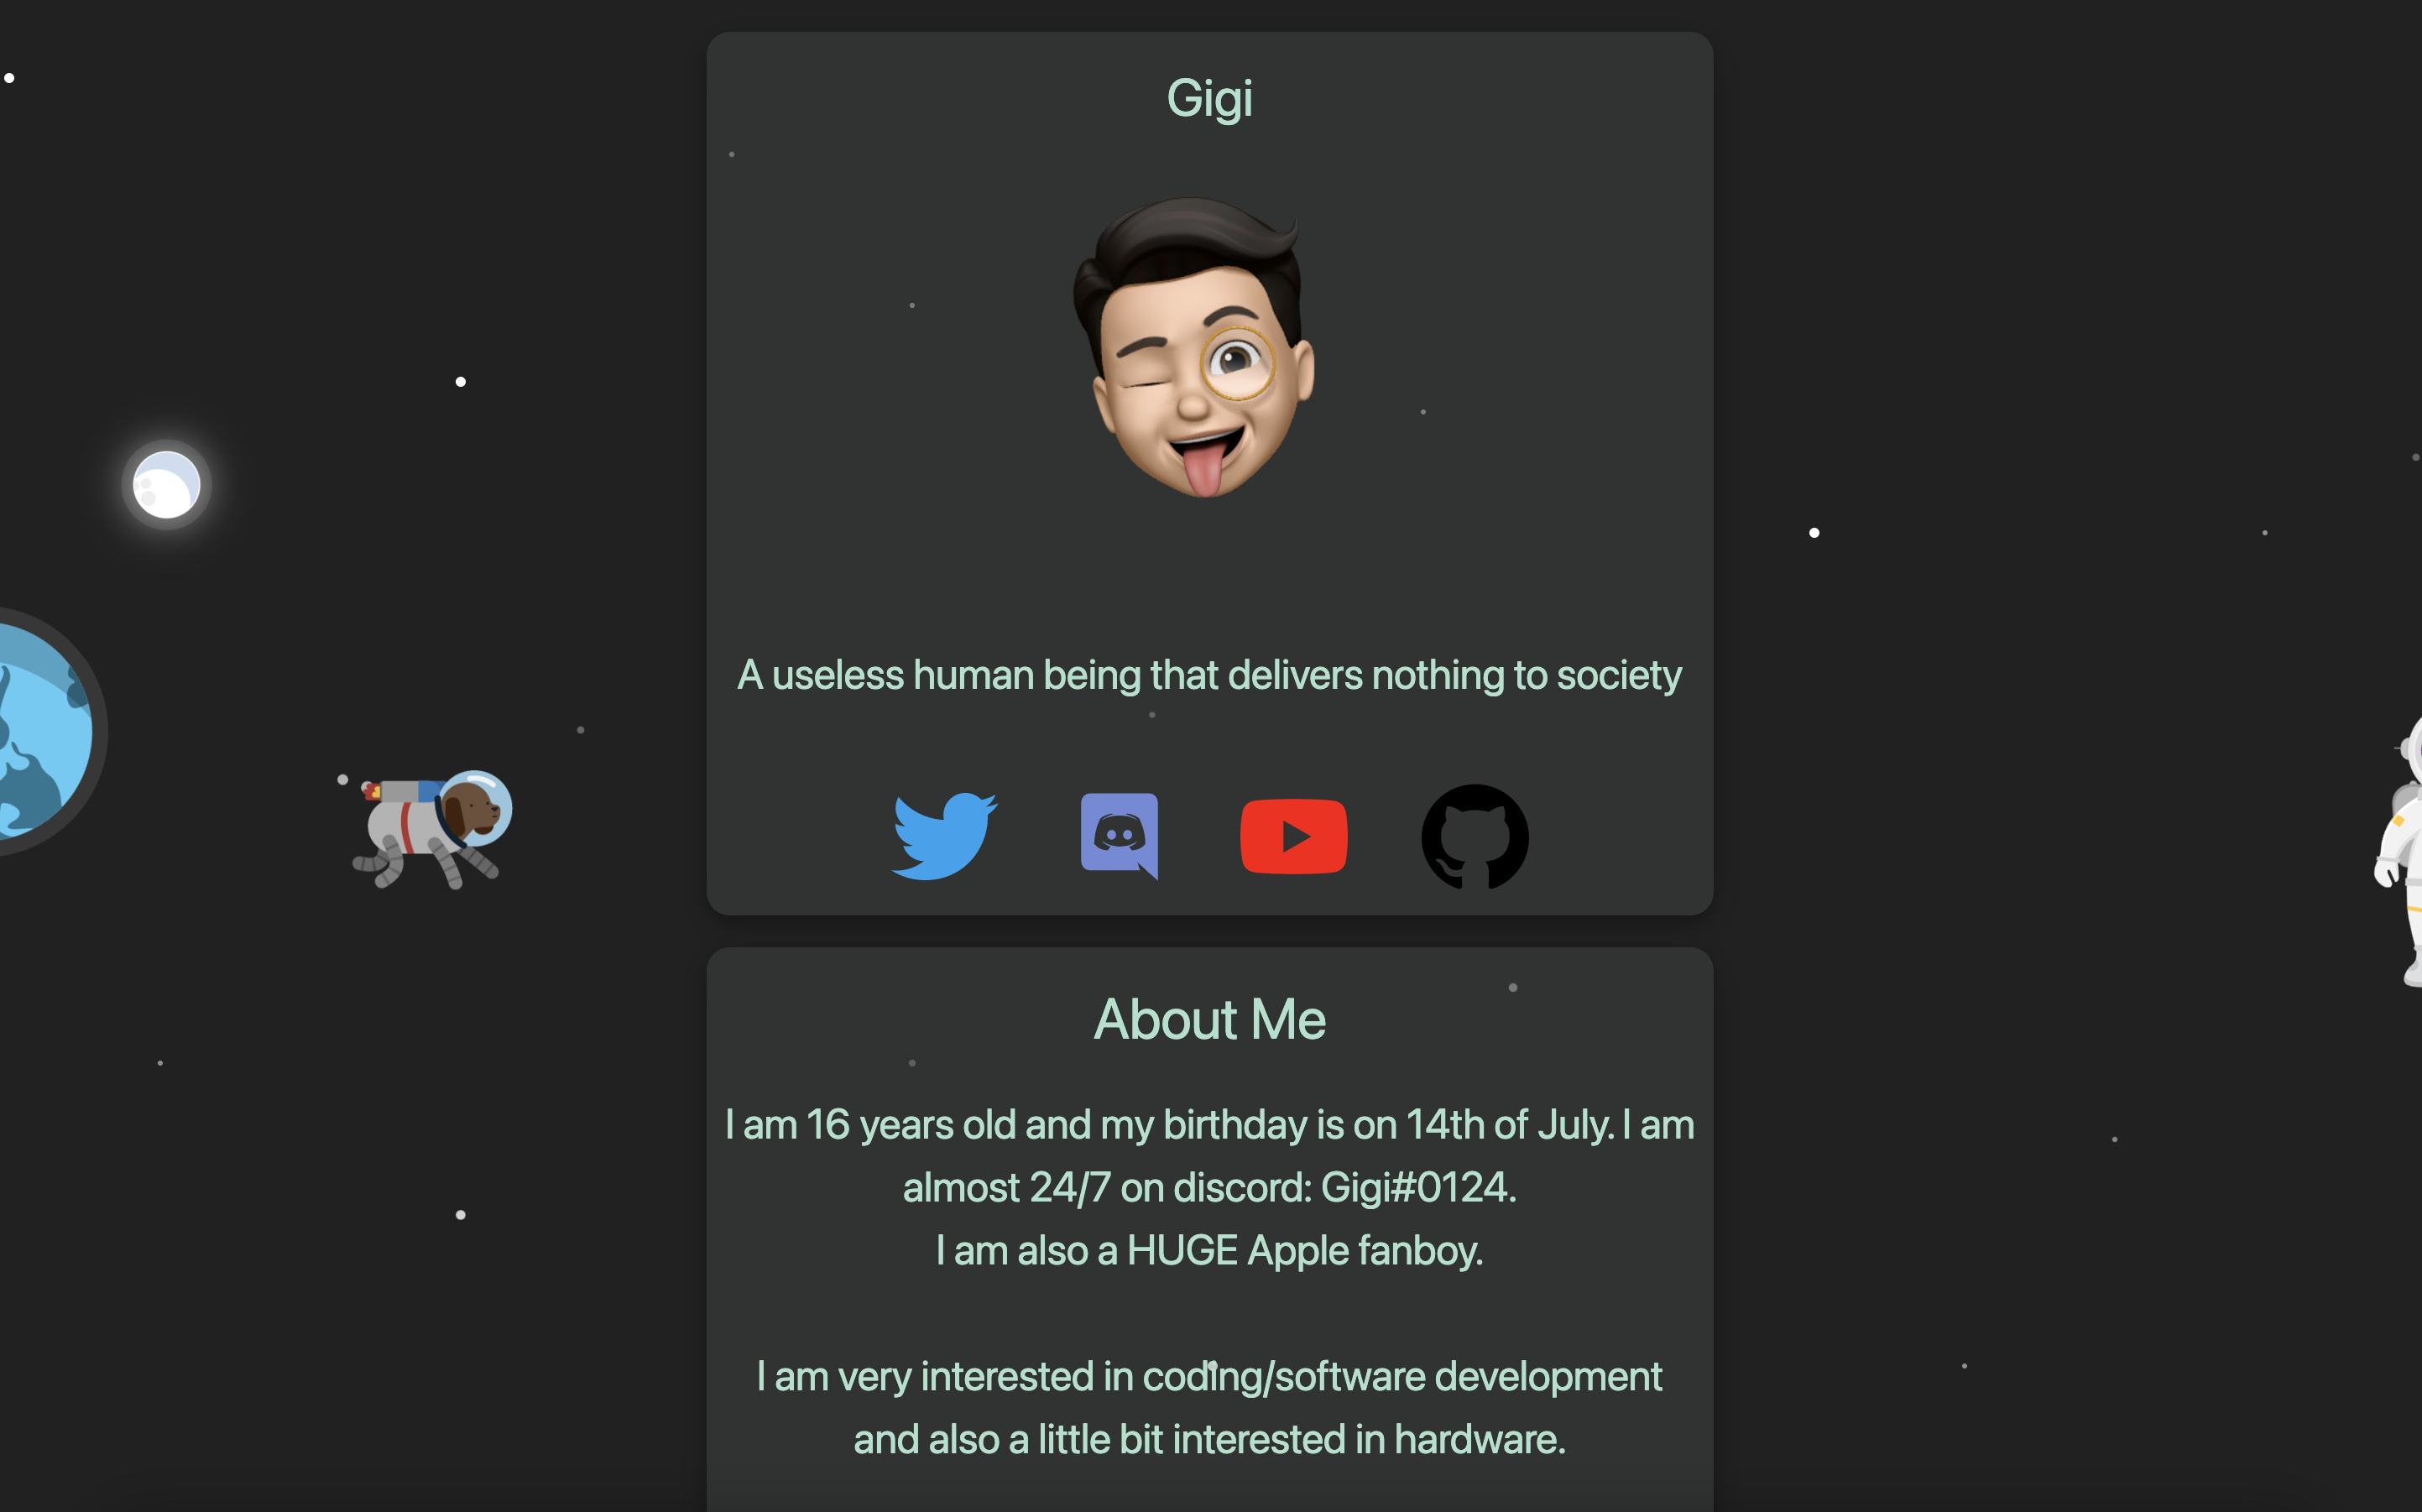 Gigi
A useless human being that delivers nothing to society
About Me
I am 16 years old and my birthday is on 14th of July. I am
almost 24/7 on discord: Gigi#0124.
I am also a HUGE Apple fanboy.
I am very interested in coding/software development
and also a little bit interested in hardware.